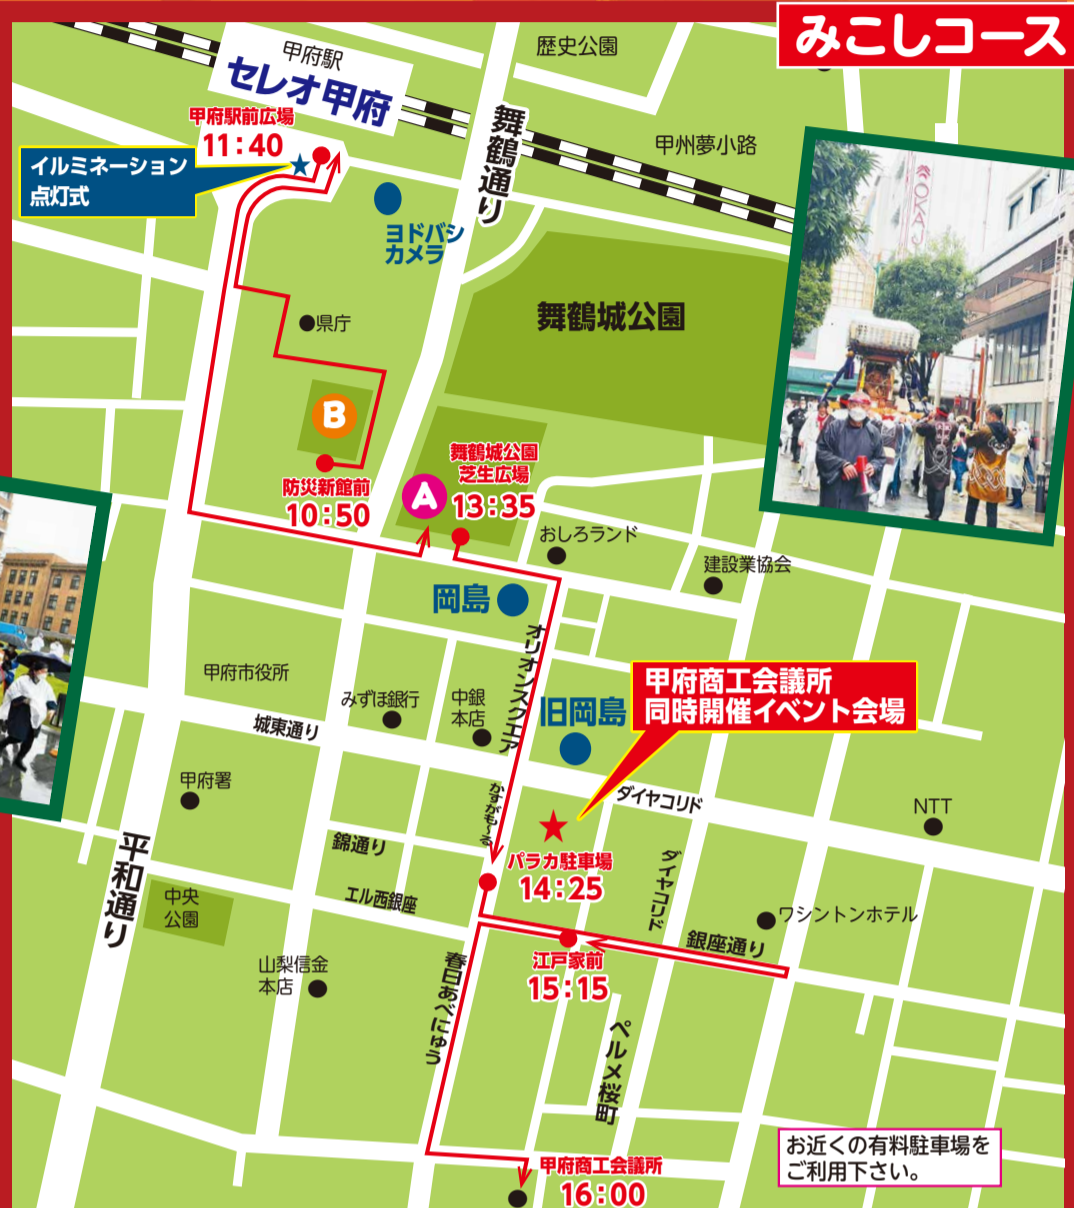 みこしコース
甲府駅
セレオ甲府
歴史公園
甲府駅前広場
11:40
イルミネーション
点灯式
舞鶴通り
甲州夢小路
ヨドバシ
カメラ
県庁
舞鶴城公園
B
防災新館前
10:50
A
舞鶴城公園
芝生広場
13:35
おしろランド
建設業協会
岡島
オリオンスクエア
甲府市役所
みずほ銀行
中銀
本店
旧岡島
甲府商工会議所
同時開催イベント会場
城東通り
甲府署
かすがも〜る
ダイヤコリド
NTT
平和通り
錦通り
エル西銀座
パラカ駐車場
14:25
ダイヤコリド
中央
公園
ワシントンホテル
銀座通り
山梨信金
本店
江戸家前
15:15
春日あべにゅう
ペルメ桜町
お近くの有料駐車場を
ご利用下さい。
甲府商工会議所
16:00